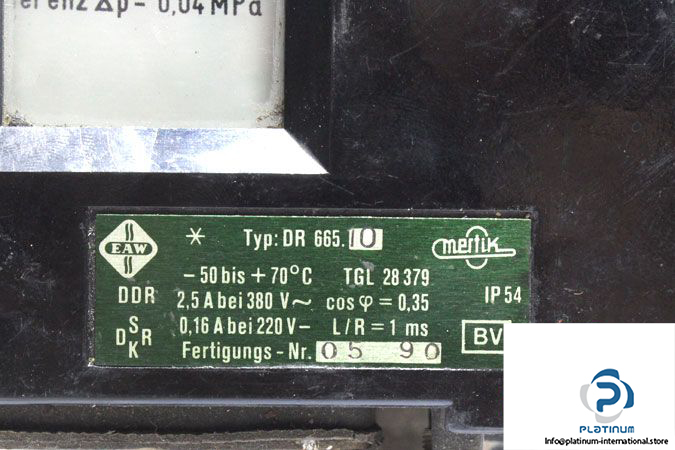 Δp - 0,04 MPa
EAW * Typ: DR 665.10 mertik
- 50 bis + 70°C TGL 28 379
DDR 2,5 A bei 380 V~ cos φ = 0,35 IP 54
S
D R 0,16 A bei 220 V- L/R = 1 ms BV
K
Fertigungs - Nr. 05 90
PLATINUM
Info@platinum-international.store